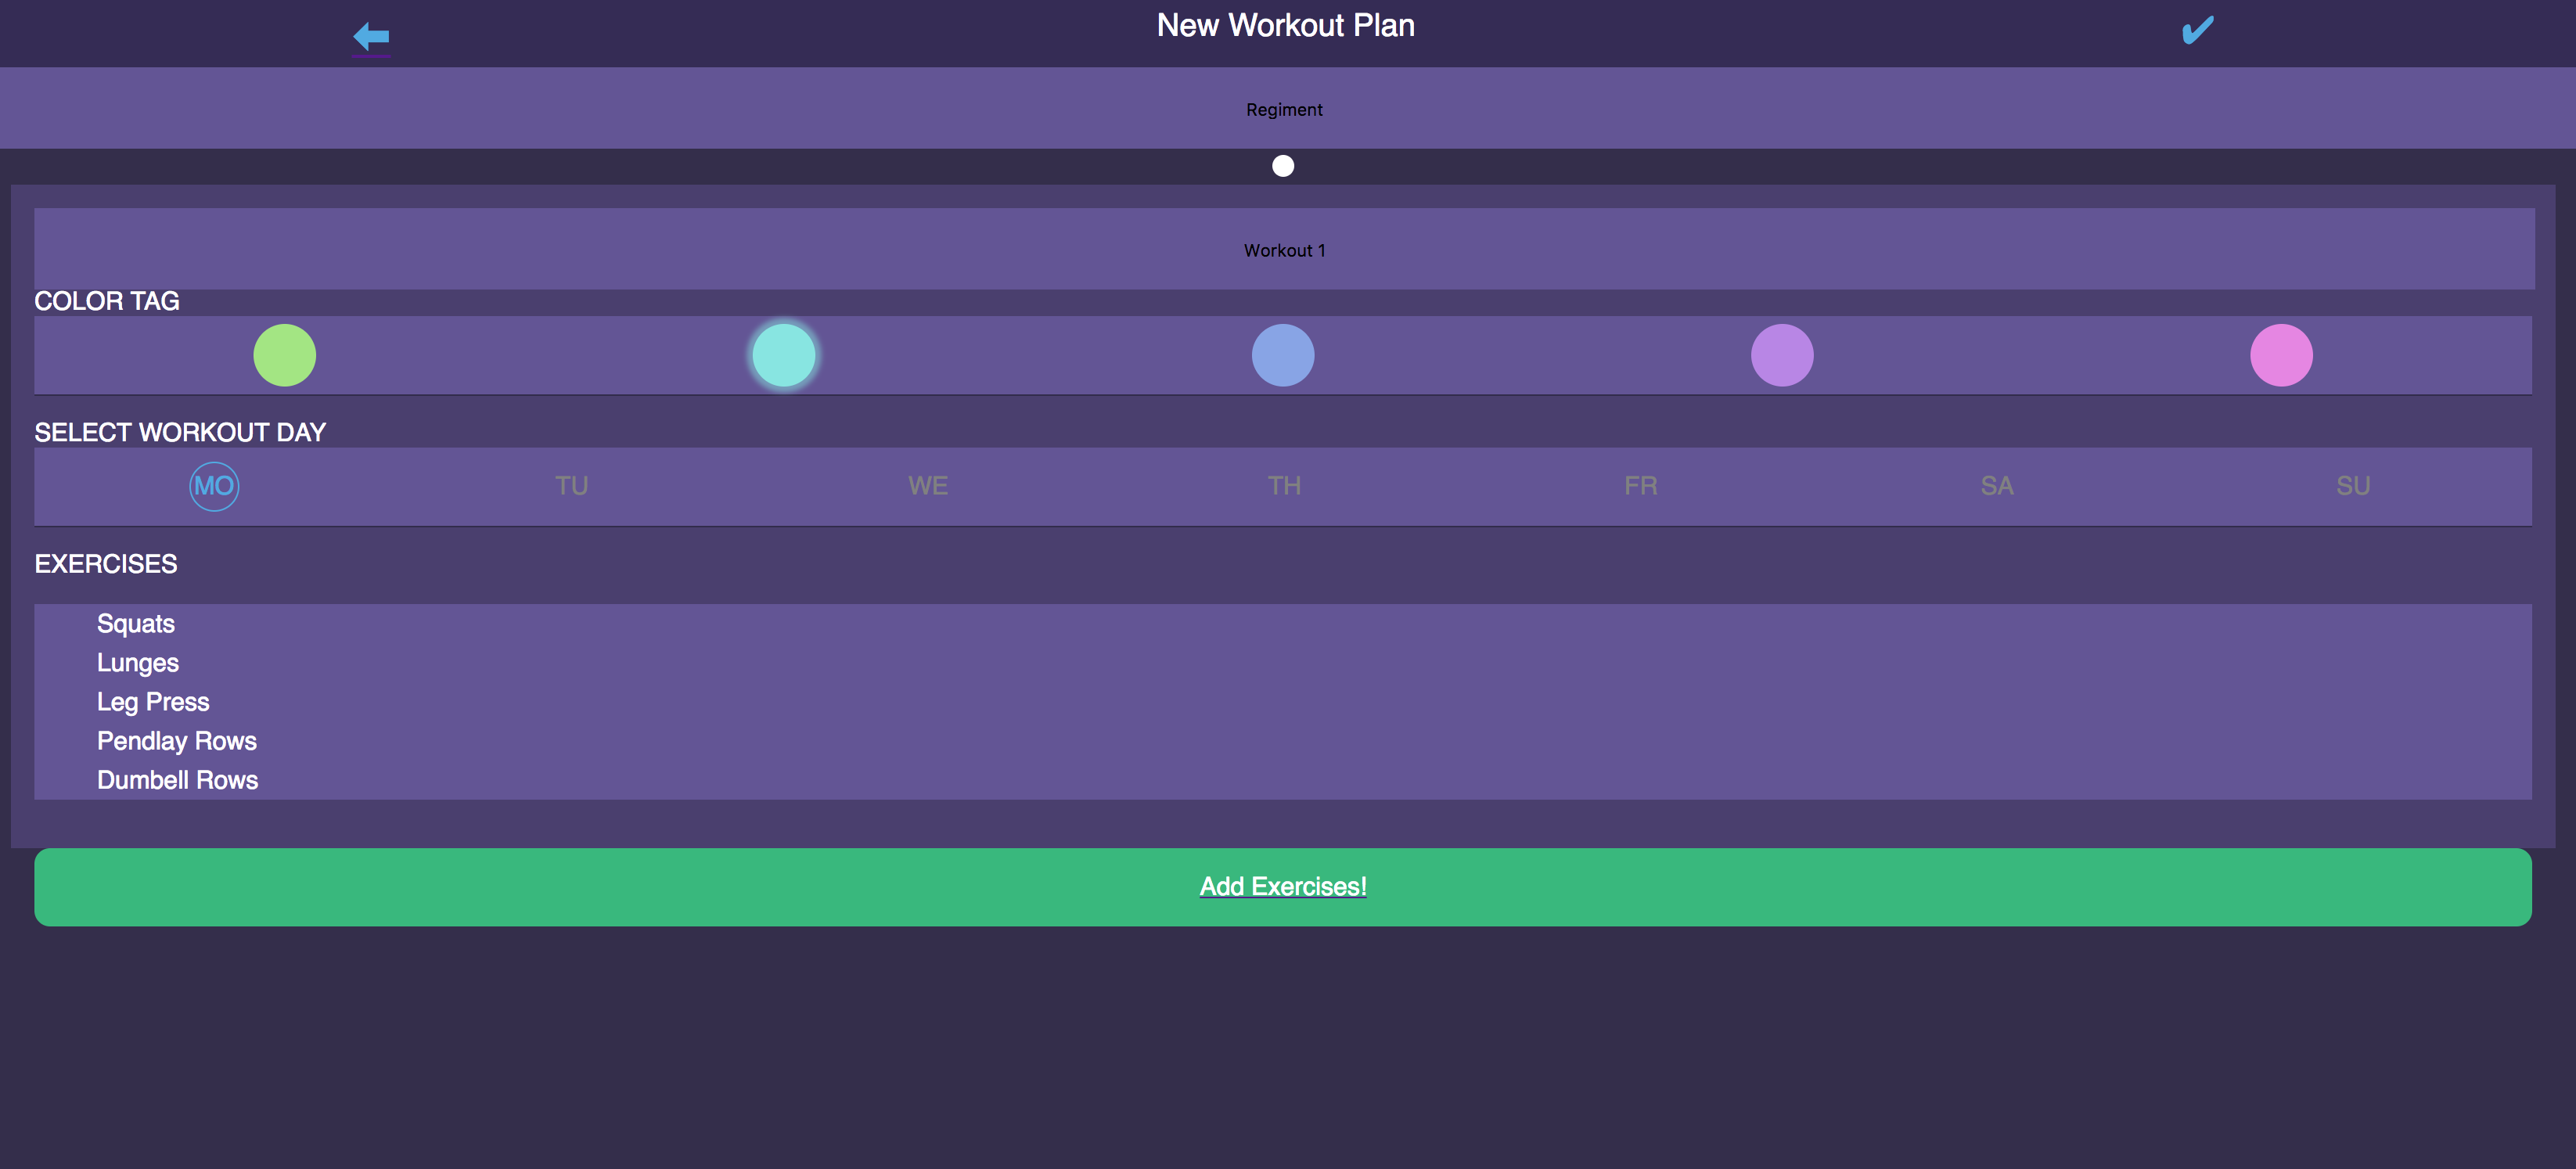 New Workout Plan
Regiment
Workout 1
COLOR TAG
SELECT WORKOUT DAY
MO TU WE TH FR SA SU
EXERCISES
Squats
Lunges
Leg Press
Pendlay Rows
Dumbell Rows
Add Exercises!